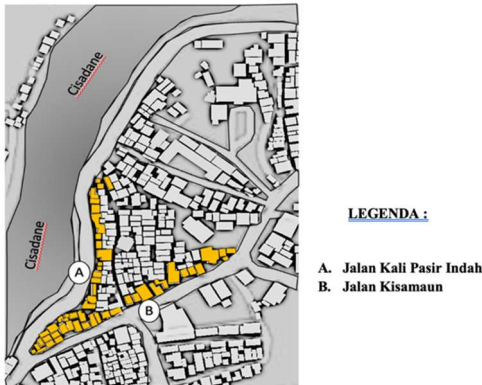 Cisadane
Cisadane
A
B
LEGENDA :
A. Jalan Kali Pasir Indah
B. Jalan Kisamaun